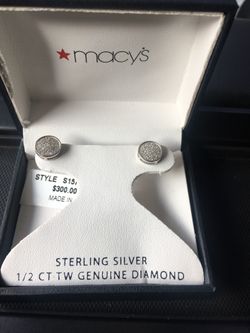 ★macy's
STYLE S15
$300.00
MADE IN
STERLING SILVER
1/2 CT TW GENUINE DIAMOND